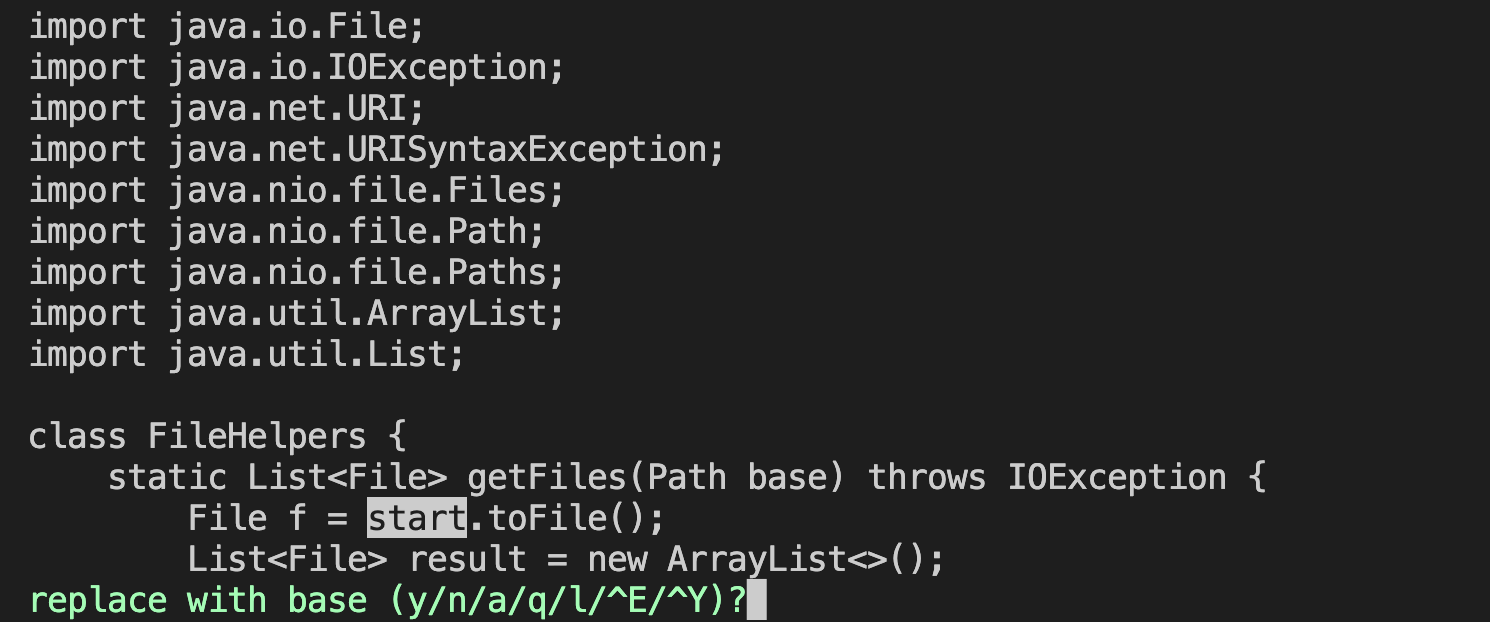 import java.io.File;
import java.io.IOException;
import java.net.URI;
import java.net.URISyntaxException;
import java.nio.file.Files;
import java.nio.file.Path;
import java.nio.file.Paths;
import java.util.ArrayList;
import java.util.List;

class FileHelpers {
    static List<File> getFiles(Path base) throws IOException {
        File f = start.toFile();
        List<File> result = new ArrayList<>();
replace with base (y/n/a/q/l/^E/^Y)?